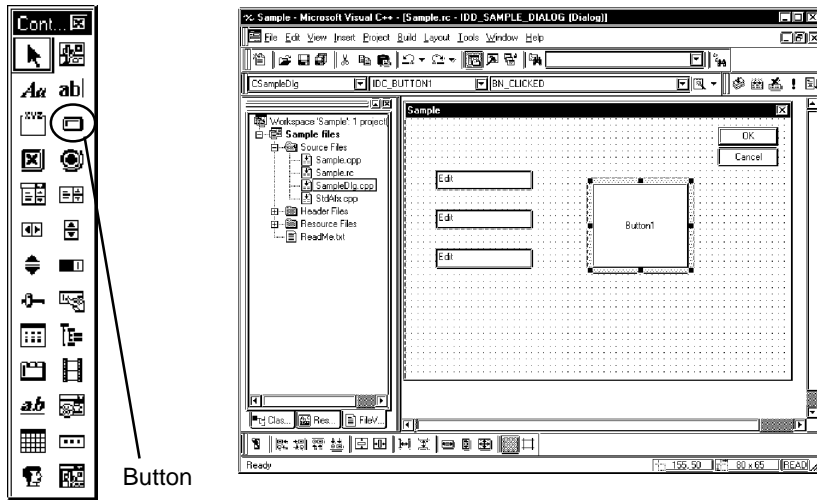 Cont...
Aa ab|
xyz
a.b
Button
Sample - Microsoft Visual C++ - [Sample.rc - IDD_SAMPLE_DIALOG (Dialog)]
File Edit View Insert Project Build Layout Tools Window Help
CSampleDlg IDC_BUTTON1 BN_CLICKED
Workspace 'Sample': 1 project(
Sample files
Source Files
Sample.cpp
Sample.rc
SampleDlg.cpp
StdAfx.cpp
Header Files
Resource Files
ReadMe.txt
Clas... Res... FileV...
Sample
OK
Cancel
Edit
Edit
Edit
Button1
Ready 155, 50 80 x 65 READ